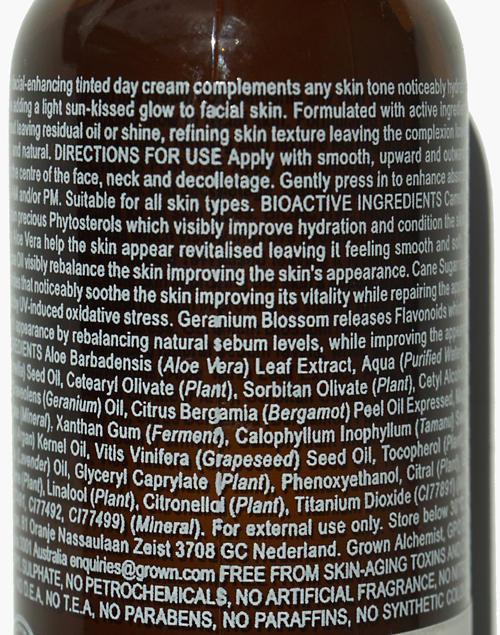 cial-enhancing tinted day cream complements any skin tone noticeably
adding a light sun-kissed glow to facial skin. Formulated with active
leaving residual oil or shine, refining skin texture leaving the complexion
and natural. DIRECTIONS FOR USE Apply with smooth, upward and
centre of the face, neck and decolletage. Gently press in to enhance
and/or PM. Suitable for all skin types. BIOACTIVE INGREDIENTS
precious Phytosterols which visibly improve hydration and condition the
Vera help the skin appear revitalised leaving it feeling smooth and
Oil visibly rebalance the skin improving the skin's appearance. Cane Sugar
that noticeably soothe the skin improving its vitality while repairing the
UV-induced oxidative stress. Geranium Blossom releases Flavonoids
appearance by rebalancing natural sebum levels, while improving the
EDIENTS Aloe Barbadensis (Aloe Vera) Leaf Extract, Aqua (Purified
Seed Oil, Cetearyl Olivate (Plant), Sorbitan Olivate (Plant), Cetyl
(Geranium) Oil, Citrus Bergamia (Bergamot) Peel Oil Expressed,
(Mineral), Xanthan Gum (Ferment), Calophyllum Inophyllum (Tamanu)
Kernel Oil, Vitis Vinifera (Grapeseed) Seed Oil, Tocopherol
Oil, Glyceryl Caprylate (Plant), Phenoxyethanol, Citral
Linalool (Plant), Citronellol (Plant), Titanium Dioxide (CI77891)
CI77492, CI77499) (Mineral). For external use only. Store below
81 Oranje Nassaulaan Zeist 3708 GC Nederland. Grown Alchemist,
Australia enquiries@grown.com FREE FROM SKIN-AGING TOXINS
SULPHATE, NO PETROCHEMICALS, NO ARTIFICIAL FRAGRANCE,
D.E.A, NO T.E.A, NO PARABENS, NO PARAFFINS, NO SYNTHETIC